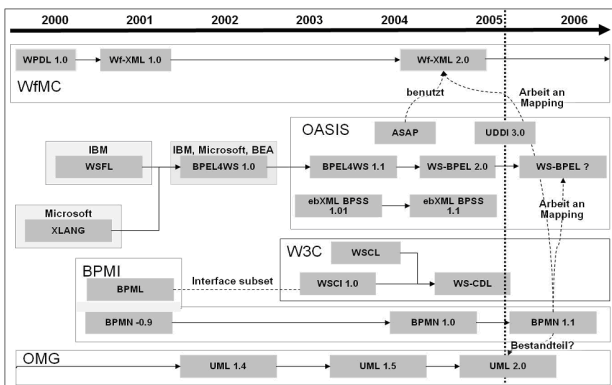 2000 2001 2002 2003 2004 2005 2006
WPDL 1.0 Wf-XML 1.0 Wf-XML 2.0
WfMC
benutzt
Arbeit an
Mapping
OASIS
ASAP UDDI 3.0
IBM
WSFL
IBM, Microsoft, BEA
BPEL4WS 1.0 BPEL4WS 1.1 WS-BPEL 2.0 WS-BPEL ?
ebXML BPSS
1.01
ebXML BPSS
1.1
Arbeit an
Mapping
Microsoft
XLANG
W3C
WSCL
BPMI
BPML
Interface subset
WSCI 1.0 WS-CDL
BPMN -0.9 BPMN 1.0 BPMN 1.1
Bestandteil?
OMG
UML 1.4 UML 1.5 UML 2.0